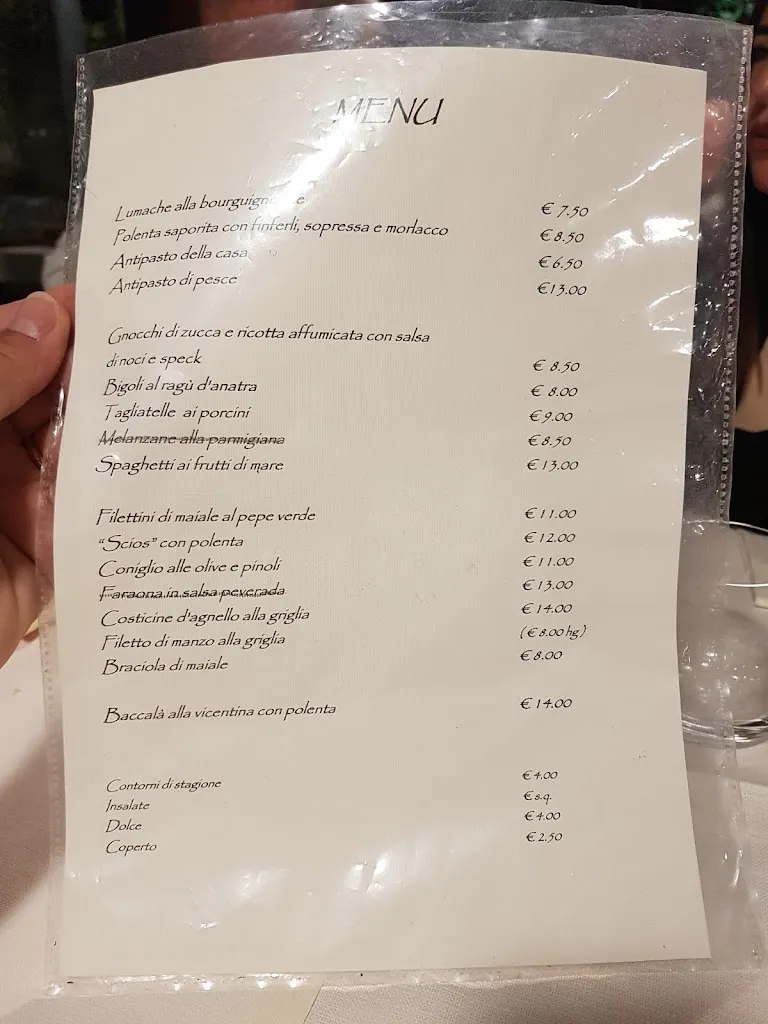 MENU
Lumache alla € 7.50
Polenta saporita con finferli, sopressa e morlacco € 8.50
Antipasto della casa € 6.50
Antipasto di pesce €13.00
Gnocchi di zucca e ricotta affumicata con salsa
di noci e speck € 8.50
Bigoli al ragù d'anatra € 8.00
Tagliatelle ai porcini €9.00
Melanzane alla parmigiana €8.50
Spaghetti ai frutti di mare € 13.00
Filettini di maiale al pepe verde €11.00
"Scios" con polenta €12.00
Coniglio alle olive e pinoli €11.00
Faraona in salsa peverada € 13.00
Costicine d'agnello alla griglia € 14.00
Filetto di manzo alla griglia (€ 8.00 hg)
Braciola di maiale € 8.00
Baccalà alla vicentina con polenta € 14.00
Contorni di stagione €4.00
Insalate € s.q.
Dolce €4.00
Coperto € 2.50